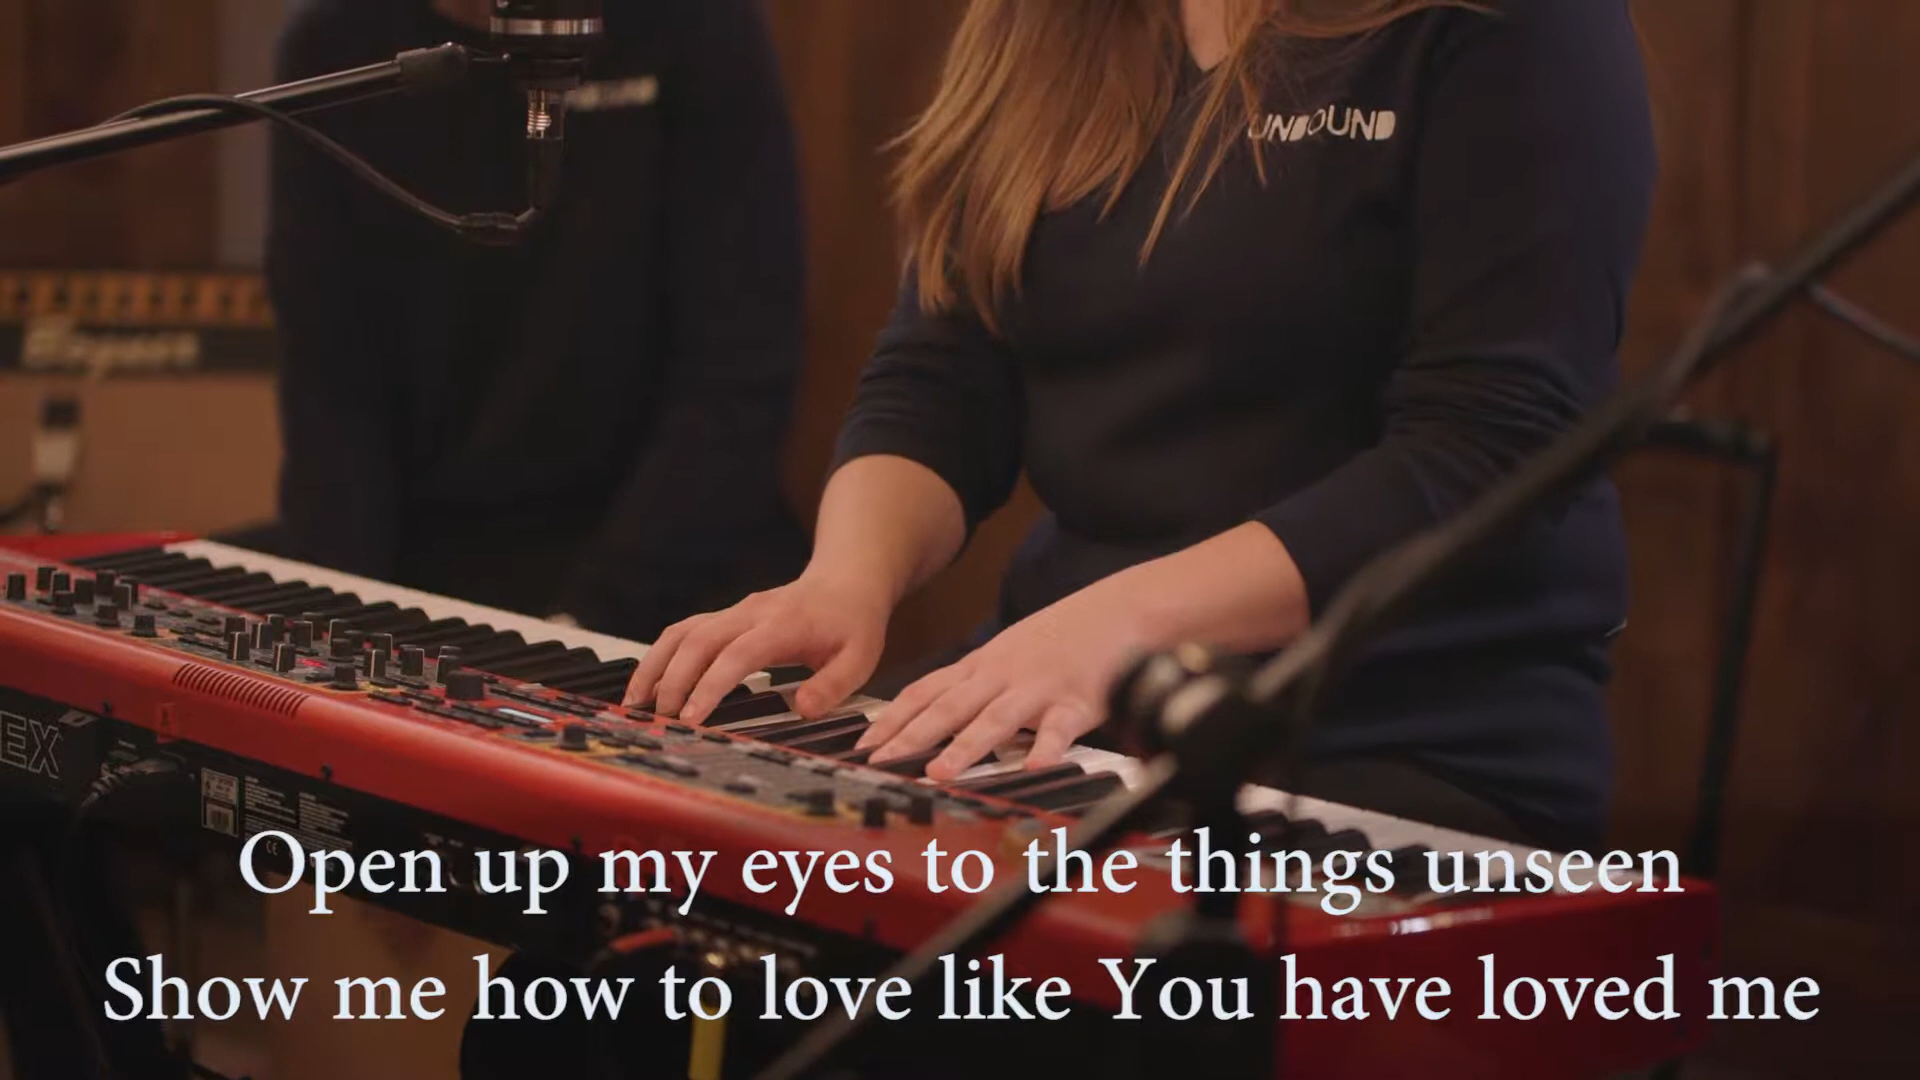 UNBOUND
EX
Open up my eyes to the things unseen
Show me how to love like You have loved me